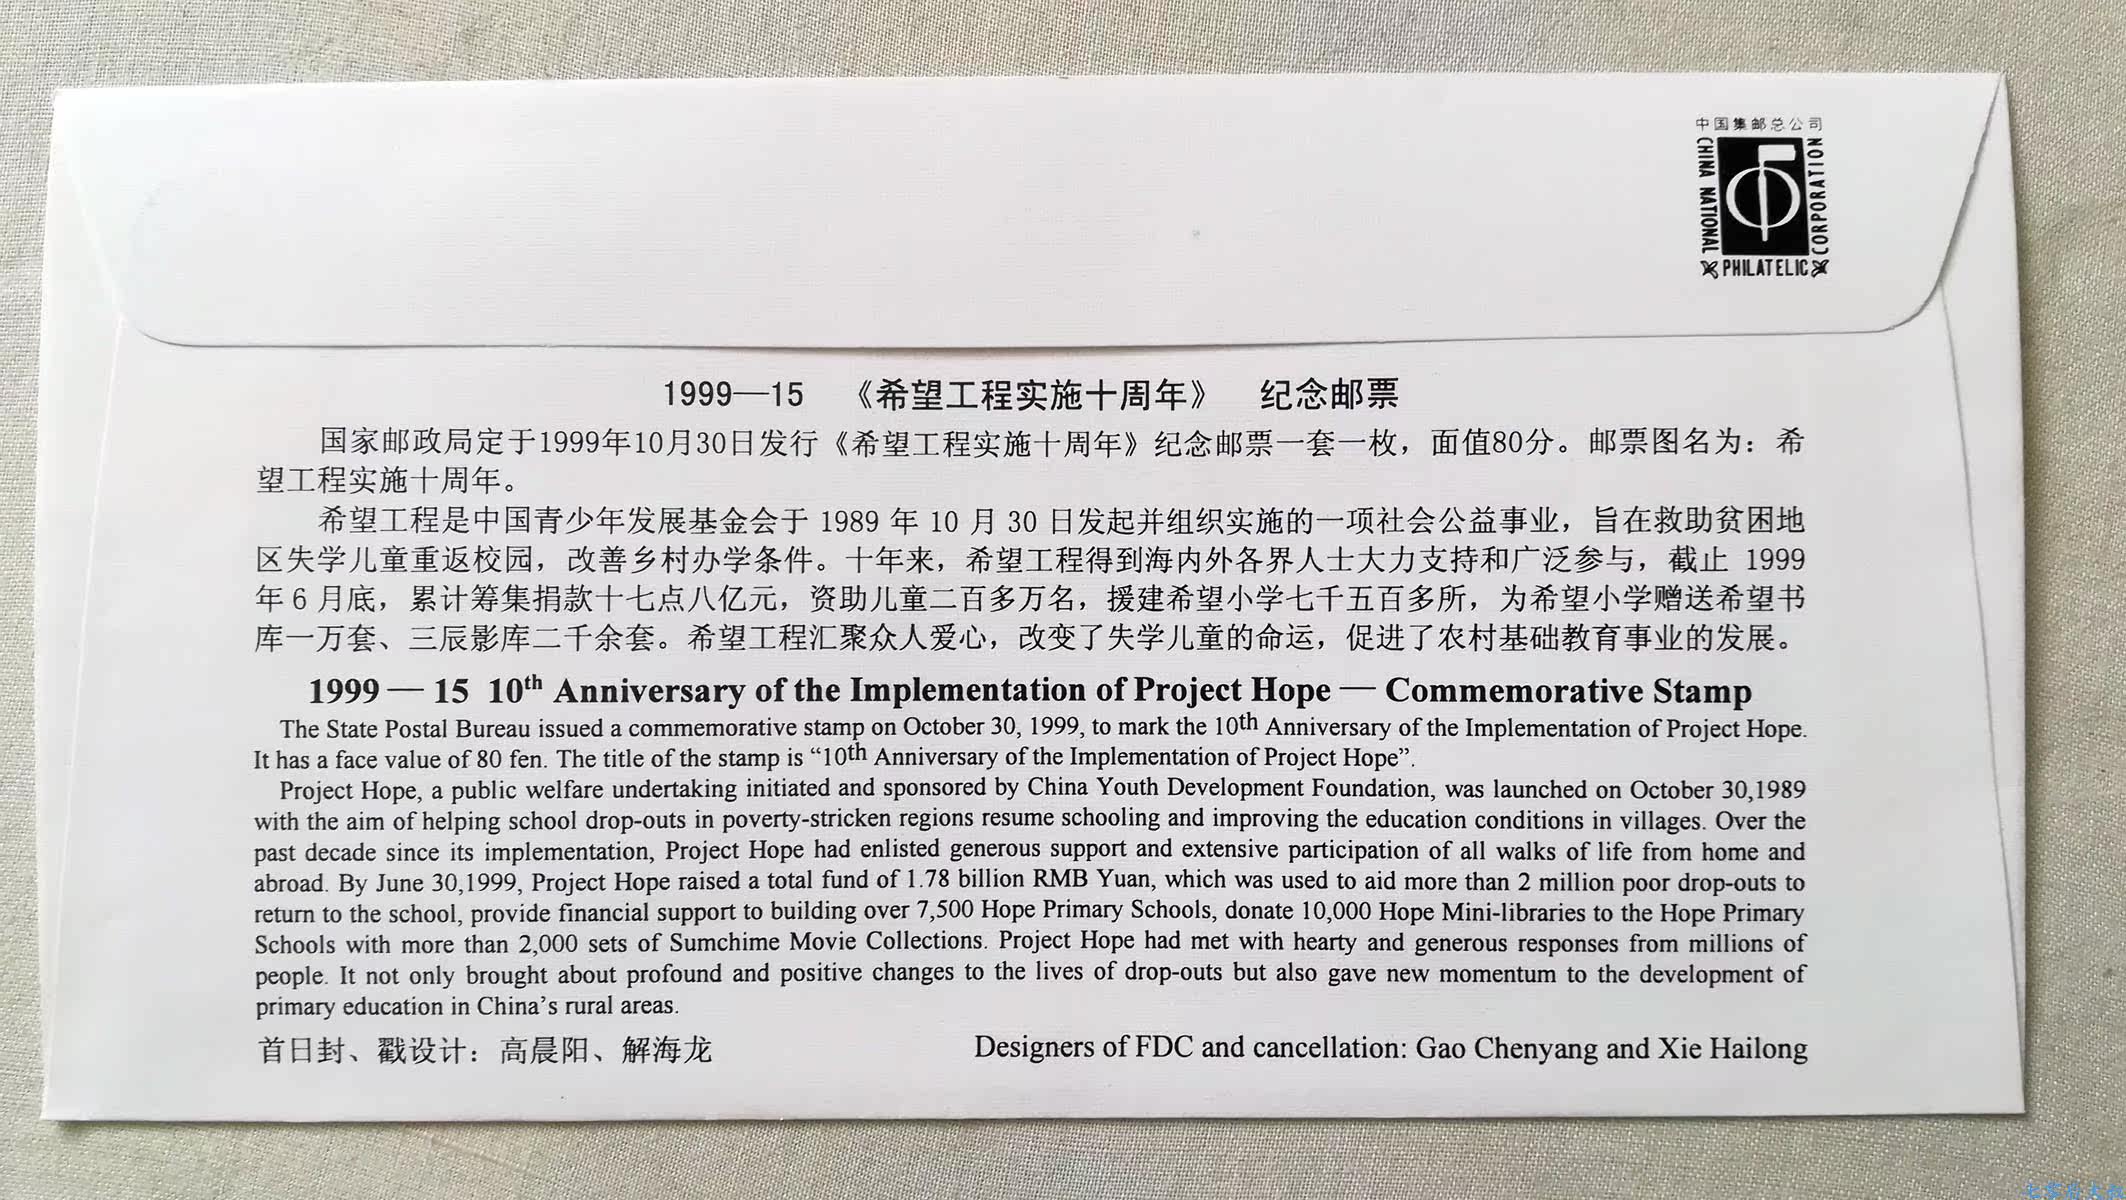 中国集邮总公司
CHINA NATIONAL
PHILATELIC
CORPORATION
1999—15 《希望工程实施十周年》 纪念邮票
国家邮政局定于1999年10月30日发行《希望工程实施十周年》纪念邮票一套一枚，面值80分。邮票图名为：希
望工程实施十周年。
希望工程是中国青少年发展基金会于 1989 年 10 月 30 日发起并组织实施的一项社会公益事业，旨在救助贫困地
区失学儿童重返校园，改善乡村办学条件。十年来，希望工程得到海内外各界人士大力支持和广泛参与，截止 1999
年 6 月底，累计筹集捐款十七点八亿元，资助儿童二百多万名，援建希望小学七千五百多所，为希望小学赠送希望书
库一万套、三辰影库二千余套。希望工程汇聚众人爱心，改变了失学儿童的命运，促进了农村基础教育事业的发展。
1999 — 15 10th Anniversary of the Implementation of Project Hope — Commemorative Stamp
The State Postal Bureau issued a commemorative stamp on October 30, 1999, to mark the 10th Anniversary of the Implementation of Project Hope.
It has a face value of 80 fen. The title of the stamp is “10th Anniversary of the Implementation of Project Hope”.
Project Hope, a public welfare undertaking initiated and sponsored by China Youth Development Foundation, was launched on October 30,1989
with the aim of helping school drop-outs in poverty-stricken regions resume schooling and improving the education conditions in villages. Over the
past decade since its implementation, Project Hope had enlisted generous support and extensive participation of all walks of life from home and
abroad. By June 30,1999, Project Hope raised a total fund of 1.78 billion RMB Yuan, which was used to aid more than 2 million poor drop-outs to
return to the school, provide financial support to building over 7,500 Hope Primary Schools, donate 10,000 Hope Mini-libraries to the Hope Primary
Schools with more than 2,000 sets of Sumchime Movie Collections. Project Hope had met with hearty and generous responses from millions of
people. It not only brought about profound and positive changes to the lives of drop-outs but also gave new momentum to the development of
primary education in China’s rural areas.
首日封、戳设计：高晨阳、解海龙
Designers of FDC and cancellation: Gao Chenyang and Xie Hailong